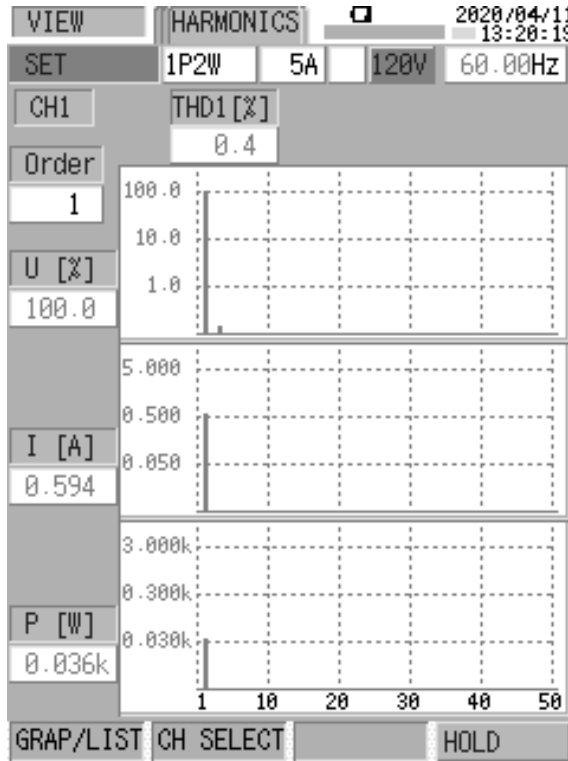 VIEW HARMONICS 2020/04/11
13:20:19
SET 1P2W 5A 120V 60.00Hz
CH1 THD1[%]
0.4
Order
1
100.0
10.0
1.0
U [%]
100.0
5.000
0.500
0.050
I [A]
0.594
3.000k
0.300k
0.030k
P [W]
0.036k
1 10 20 30 40 50
GRAP/LIST CH SELECT HOLD